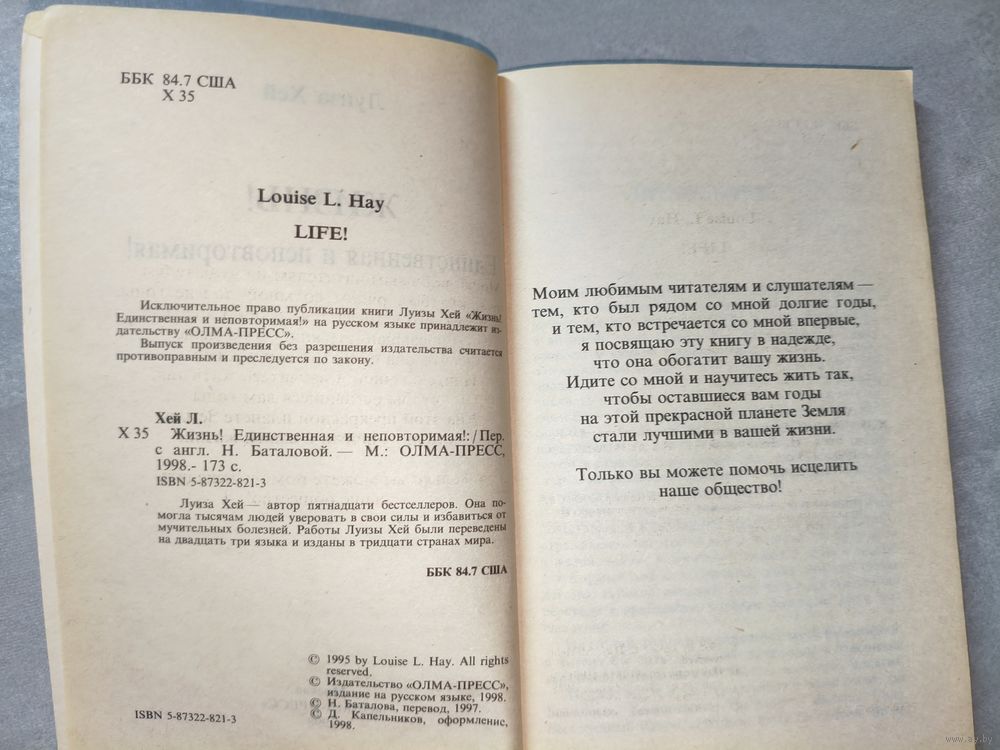 ББК 84.7 США
Х 35
Louise L. Hay
LIFE!
Исключительное право публикации книги Луизы Хей «Жизнь!
Единственная и неповторимая!» на русском языке принадлежит из-
дательству «ОЛМА-ПРЕСС».
Выпуск произведения без разрешения издательства считается
противоправным и преследуется по закону.
Хей Л.
Х 35 Жизнь! Единственная и неповторимая!: / Пер.
с англ. Н. Баталовой. — М.: ОЛМА-ПРЕСС,
1998.- 173 с.
ISBN 5-87322-821-3
Луиза Хей — автор пятнадцати бестселлеров. Она по-
могла тысячам людей уверовать в свои силы и избавиться от
мучительных болезней. Работы Луизы Хей были переведены
на двадцать три языка и изданы в тридцати странах мира.
ББК 84.7 США
© 1995 by Louise L. Hay. All rights
reserved.
© Издательство «ОЛМА-ПРЕСС»,
издание на русском языке, 1998.
© Н. Баталова, перевод, 1997.
© Д. Капельников, оформление,
1998.
ISBN 5-87322-821-3
Моим любимым читателям и слушателям —
тем, кто был рядом со мной долгие годы,
и тем, кто встречается со мной впервые,
я посвящаю эту книгу в надежде,
что она обогатит вашу жизнь.
Идите со мной и научитесь жить так,
чтобы оставшиеся вам годы
на этой прекрасной планете Земля
стали лучшими в вашей жизни.
Только вы можете помочь исцелить
наше общество!
www.ay.by